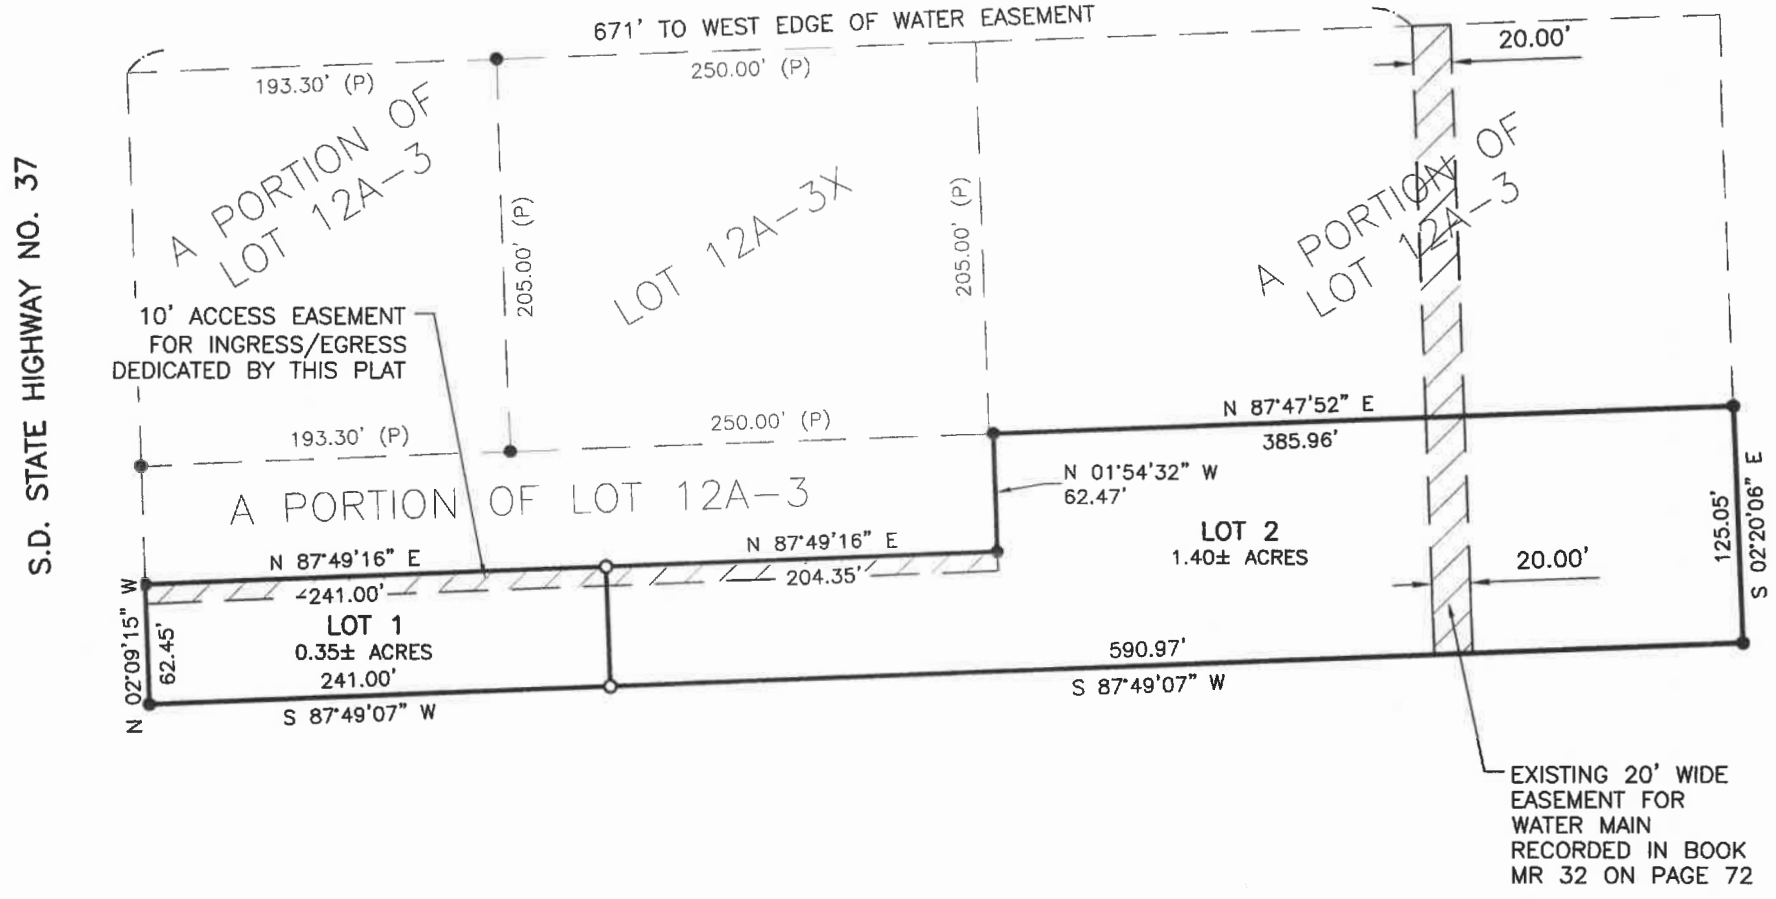 671' TO WEST EDGE OF WATER EASEMENT
20.00'
193.30' (P)
250.00' (P)
A PORTION OF
LOT 12A-3
LOT 12A-3X
A PORTION OF
LOT 12A-3
205.00' (P)
205.00' (P)
S.D. STATE HIGHWAY NO. 37
10' ACCESS EASEMENT
FOR INGRESS/EGRESS
DEDICATED BY THIS PLAT
193.30' (P)
250.00' (P)
N 87°47'52" E
385.96'
A PORTION OF LOT 12A-3
N 01°54'32" W
62.47'
N 87°49'16" E
N 87°49'16" E
241.00'
204.35'
LOT 2
1.40± ACRES
20.00'
125.05'
S 02°20'06" E
N 02°09'15" W
62.45'
LOT 1
0.35± ACRES
241.00'
S 87°49'07" W
590.97'
S 87°49'07" W
EXISTING 20' WIDE
EASEMENT FOR
WATER MAIN
RECORDED IN BOOK
MR 32 ON PAGE 72